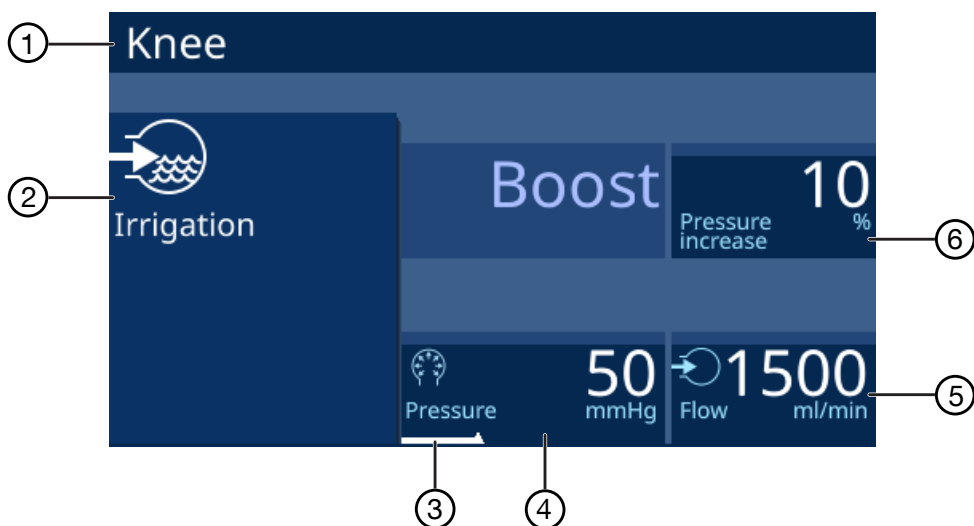 1
Knee
2
Irrigation
Boost
10
Pressure
increase
%
6
50
Pressure
mmHg
1500
Flow
ml/min
5
3
4